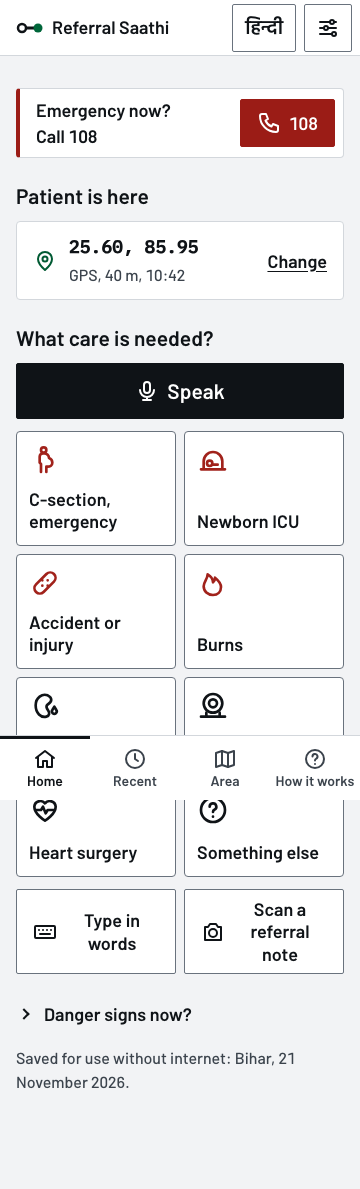 Referral Saathi
हिन्दी
Emergency now?
Call 108
108
Patient is here
25.60, 85.95
GPS, 40 m, 10:42
Change
What care is needed?
Speak
C-section,
emergency
Newborn ICU
Accident or
injury
Burns
Home
Recent
Area
How it works
Heart surgery
Something else
Type in
words
Scan a
referral
note
Danger signs now?
Saved for use without internet: Bihar, 21
November 2026.